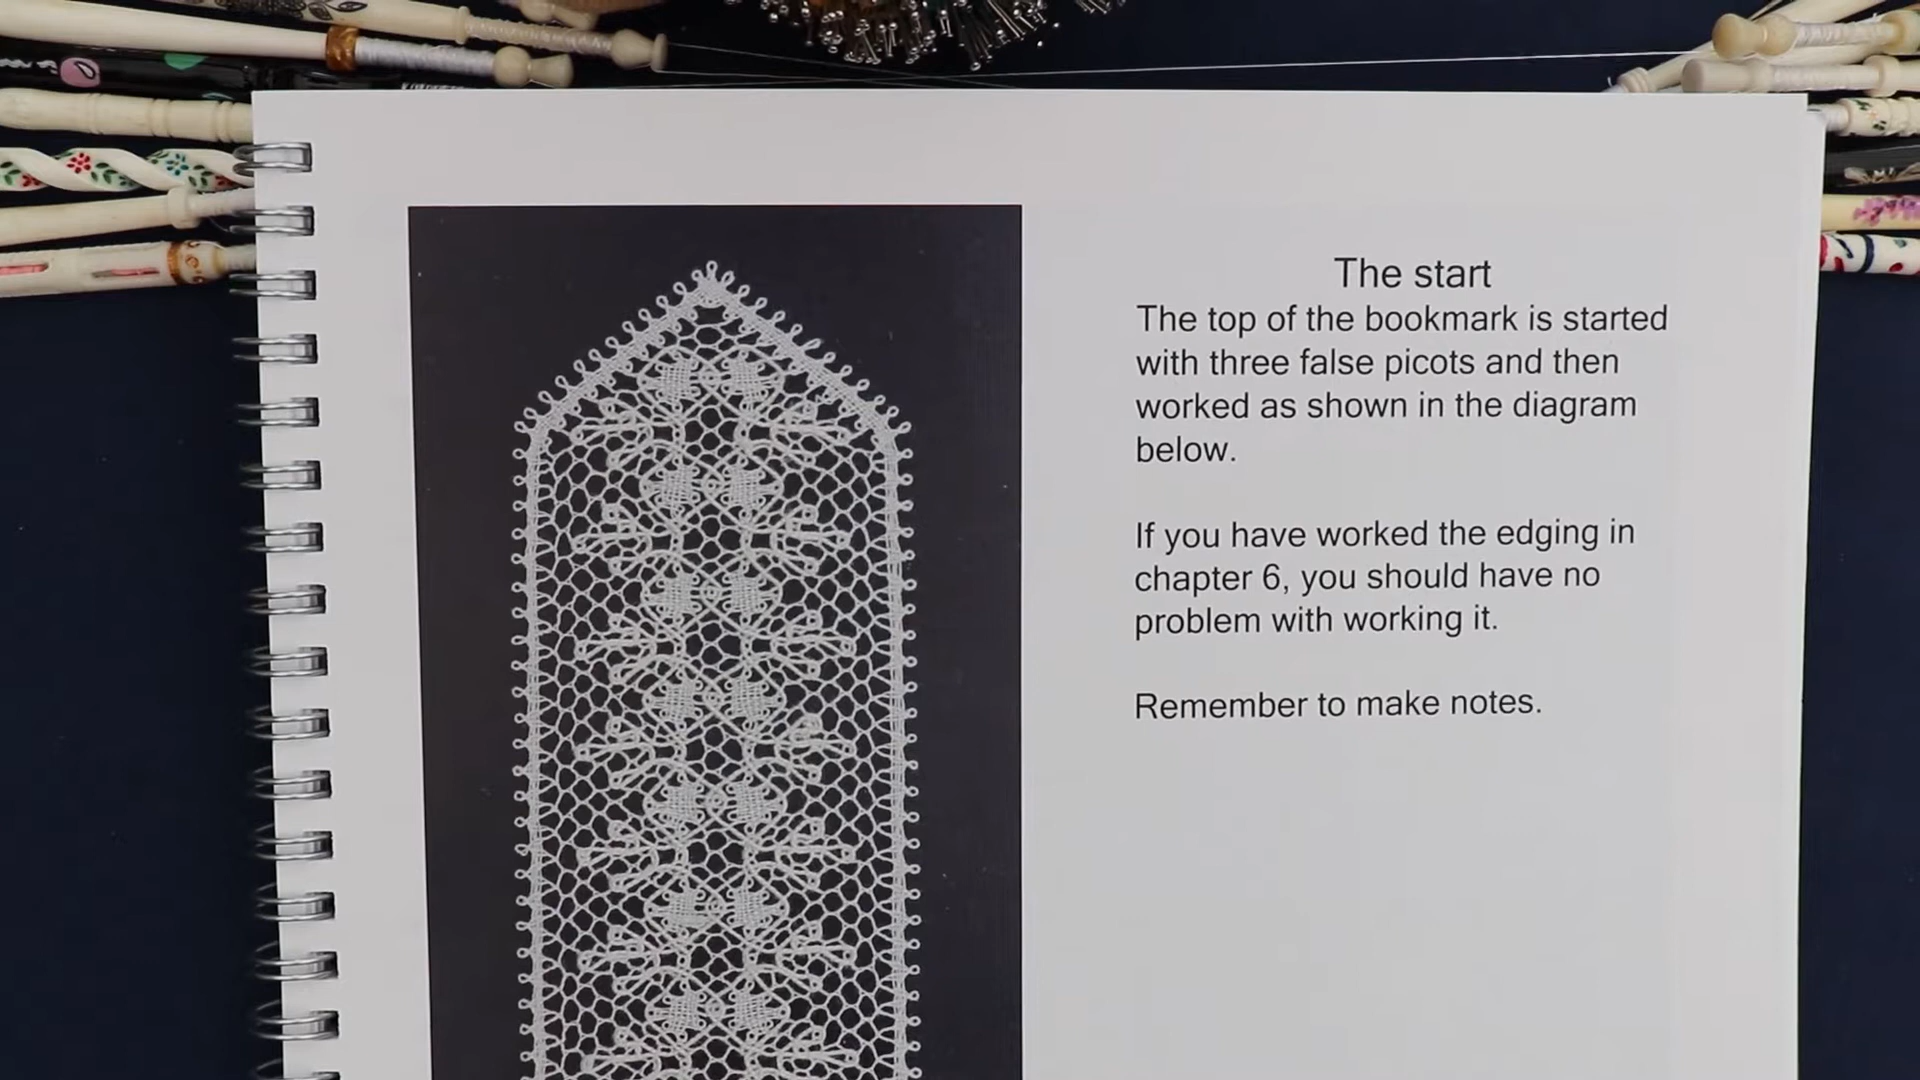 The start
The top of the bookmark is started
with three false picots and then
worked as shown in the diagram
below.
If you have worked the edging in
chapter 6, you should have no
problem with working it.
Remember to make notes.